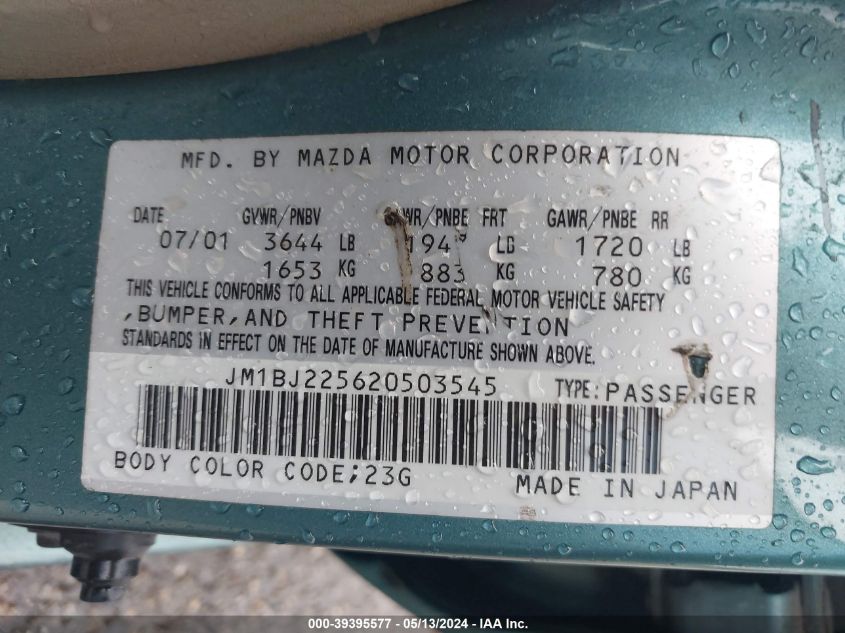 MFD. BY MAZDA MOTOR CORPORATION
DATE GVWR/PNBV /PNBE FRT GAWR/PNBE RR
07/01 3644 LB LB 1720 LB
1653 KG 883 KG 780 KG
THIS VEHICLE CONFORMS TO ALL APPLICABLE FEDERAL MOTOR VEHICLE SAFETY
,BUMPER,AND THEFT PREVENTION
STANDARDS IN EFFECT ON THE DATE OF MANUFACTURE SHOWN ABOVE.
JM1BJ225620503545 TYPE:PASSENGER
BODY COLOR CODE;23G MADE IN JAPAN
000-39395577 - 05/13/2024 - IAA Inc.